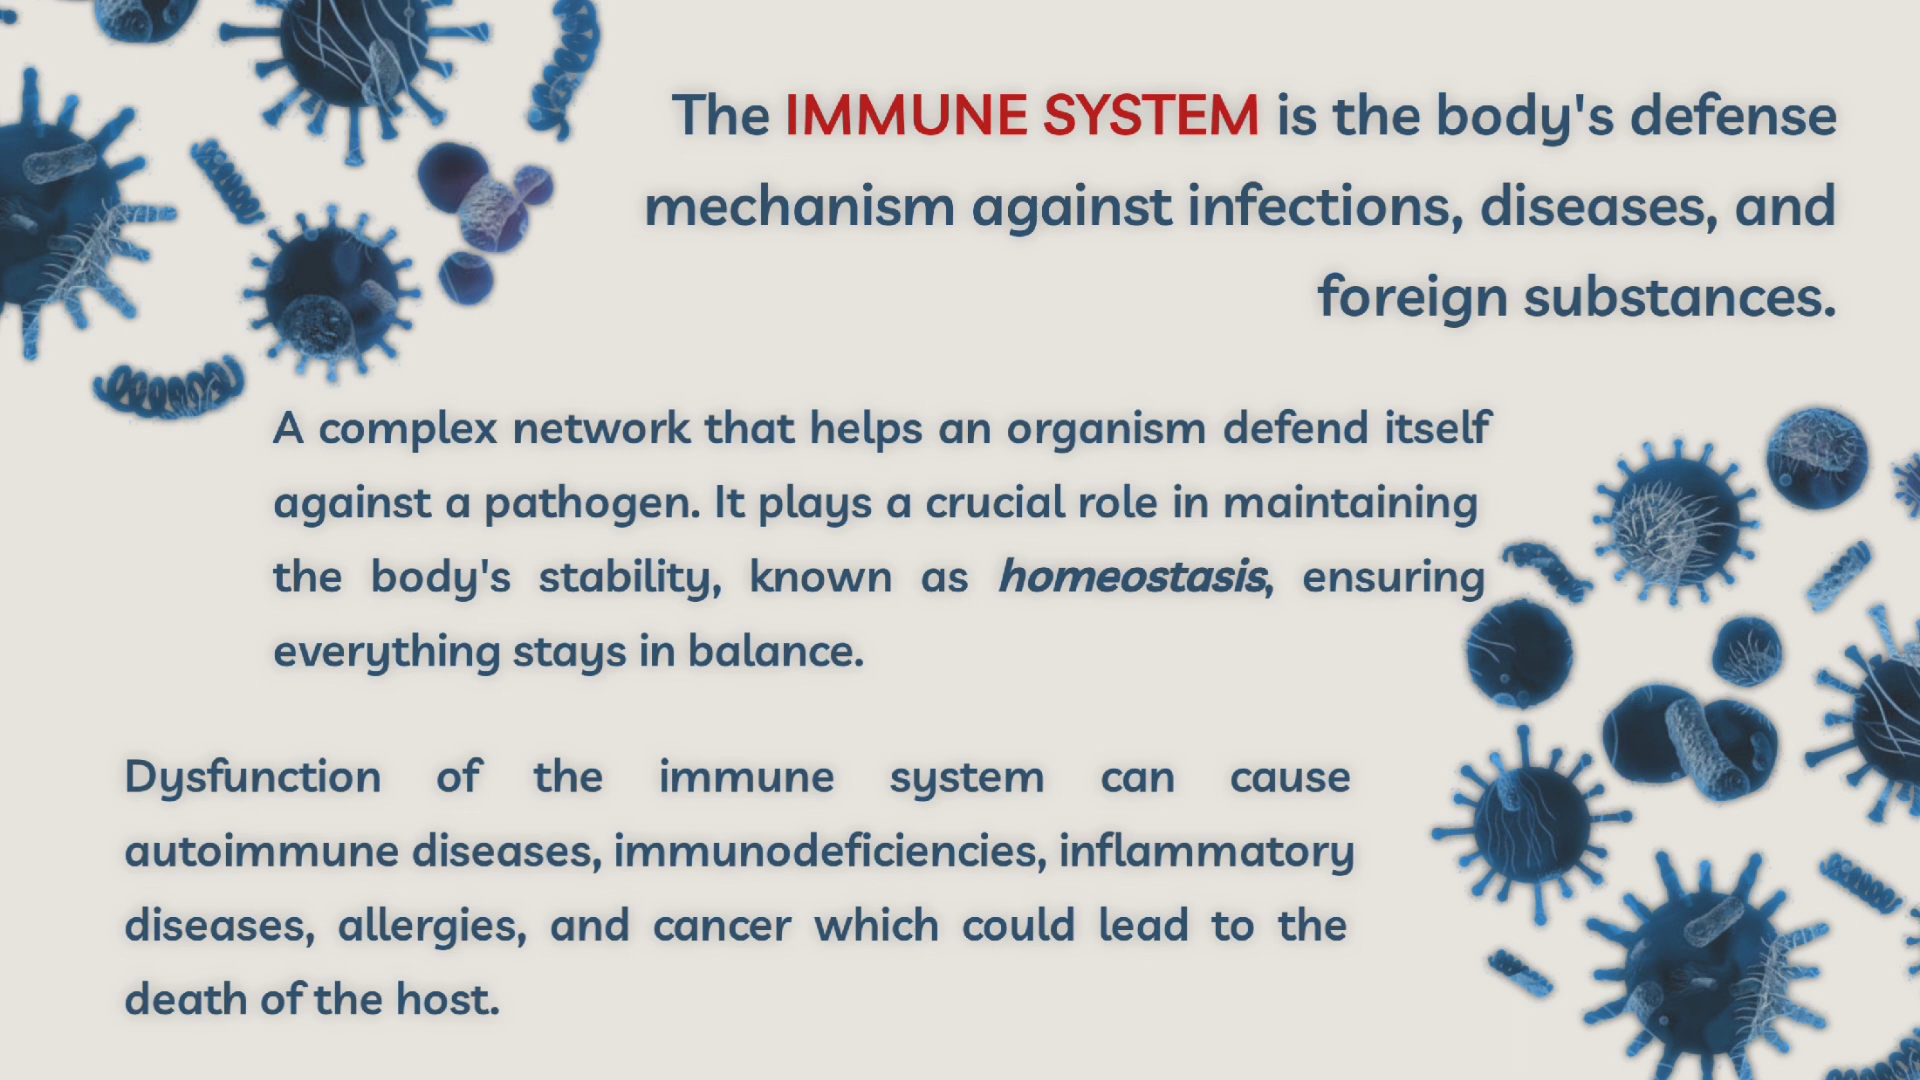 The IMMUNE SYSTEM is the body's defense
mechanism against infections, diseases, and
foreign substances.
A complex network that helps an organism defend itself
against a pathogen. It plays a crucial role in maintaining
the body's stability, known as homeostasis, ensuring
everything stays in balance.
Dysfunction of the immune system can cause
autoimmune diseases, immunodeficiencies, inflammatory
diseases, allergies, and cancer which could lead to the
death of the host.